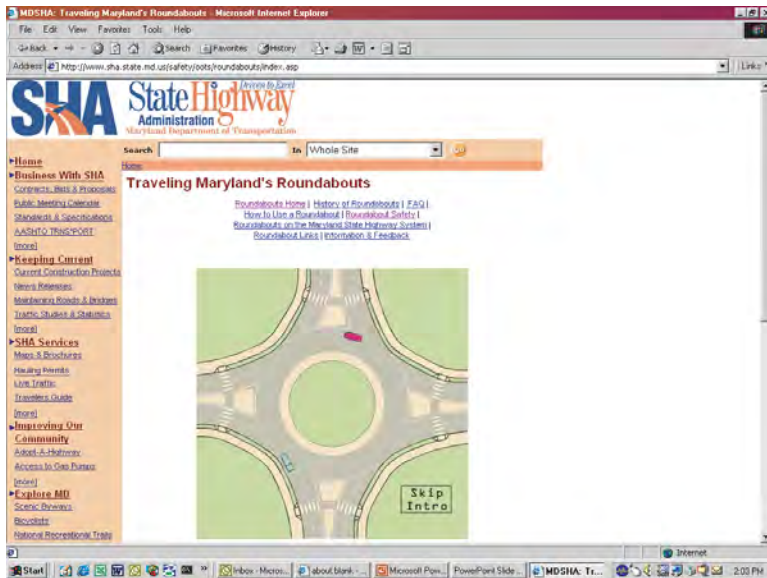 MDSHA: Traveling Maryland's Roundabouts - Microsoft Internet Explorer
File Edit View Favorites Tools Help
Back Search Favorites History
Address http://www.sha.state.md.us/safety/oots/roundabouts/index.asp Links
SHA State Highway
Driven to Excel
Administration
Maryland Department of Transportation
Search In Whole Site
Home
Home
Business With SHA
Contracts, Bids & Proposals
Public Meeting Calendar
Standards & Specifications
AASHTO TRNS*PORT
[more]
Keeping Current
Current Construction Projects
News Releases
Maintaining Roads & Bridges
Traffic Studies & Statistics
[more]
SHA Services
Maps & Brochures
Hauling Permits
Live Traffic
Travelers Guide
[more]
Improving Our
Community
Adopt-A-Highway
Access to Gas Pumps
[more]
Explore MD
Scenic Byways
Bicyclists
National Recreational Trails
Traveling Maryland's Roundabouts
Roundabouts Home | History of Roundabouts | FAQ |
How to Use a Roundabout | Roundabout Safety |
Roundabouts on the Maryland State Highway System |
Roundabout Links | Information & Feedback
Skip
Intro
Internet
Start Inbox - Micros... about:blank - ... Microsoft Pow... PowerPoint Slide ... MDSHA: Tr... 2:03 PM